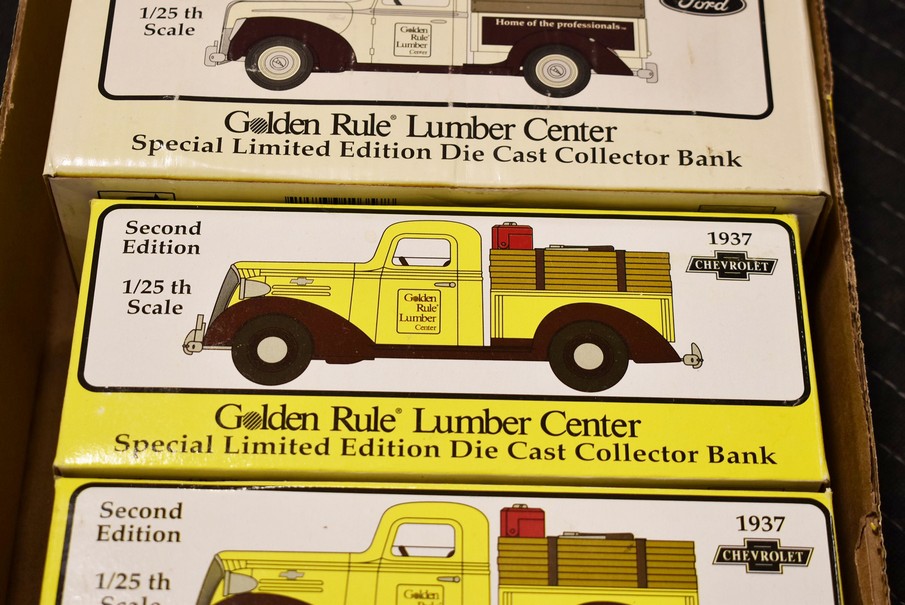 1/25 th
Scale
Golden
Rule
Lumber
Center
Home of the professionals
Ford
Golden Rule® Lumber Center
Special Limited Edition Die Cast Collector Bank
Second
Edition
1/25 th
Scale
Golden
Rule
Lumber
Center
1937
CHEVROLET
Golden Rule® Lumber Center
Special Limited Edition Die Cast Collector Bank
Second
Edition
1/25 th
Scale
Golden
1937
CHEVROLET